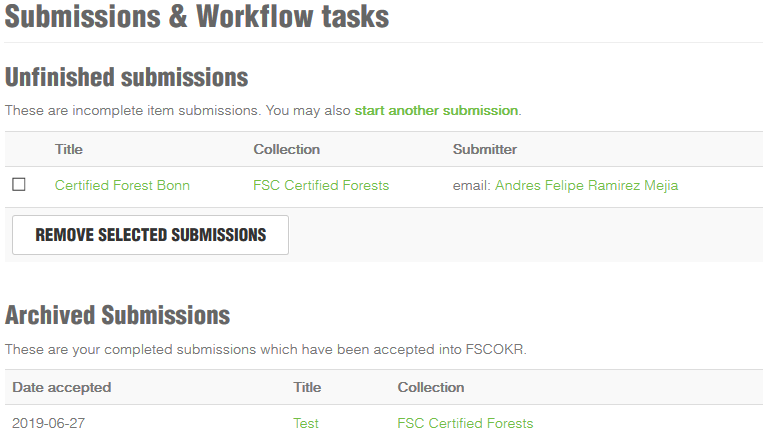 Submissions & Workflow tasks
Unfinished submissions
These are incomplete item submissions. You may also start another submission.
Title Collection Submitter
Certified Forest Bonn FSC Certified Forests email: Andres Felipe Ramirez Mejia
REMOVE SELECTED SUBMISSIONS
Archived Submissions
These are your completed submissions which have been accepted into FSCOKR.
Date accepted Title Collection
2019-06-27 Test FSC Certified Forests